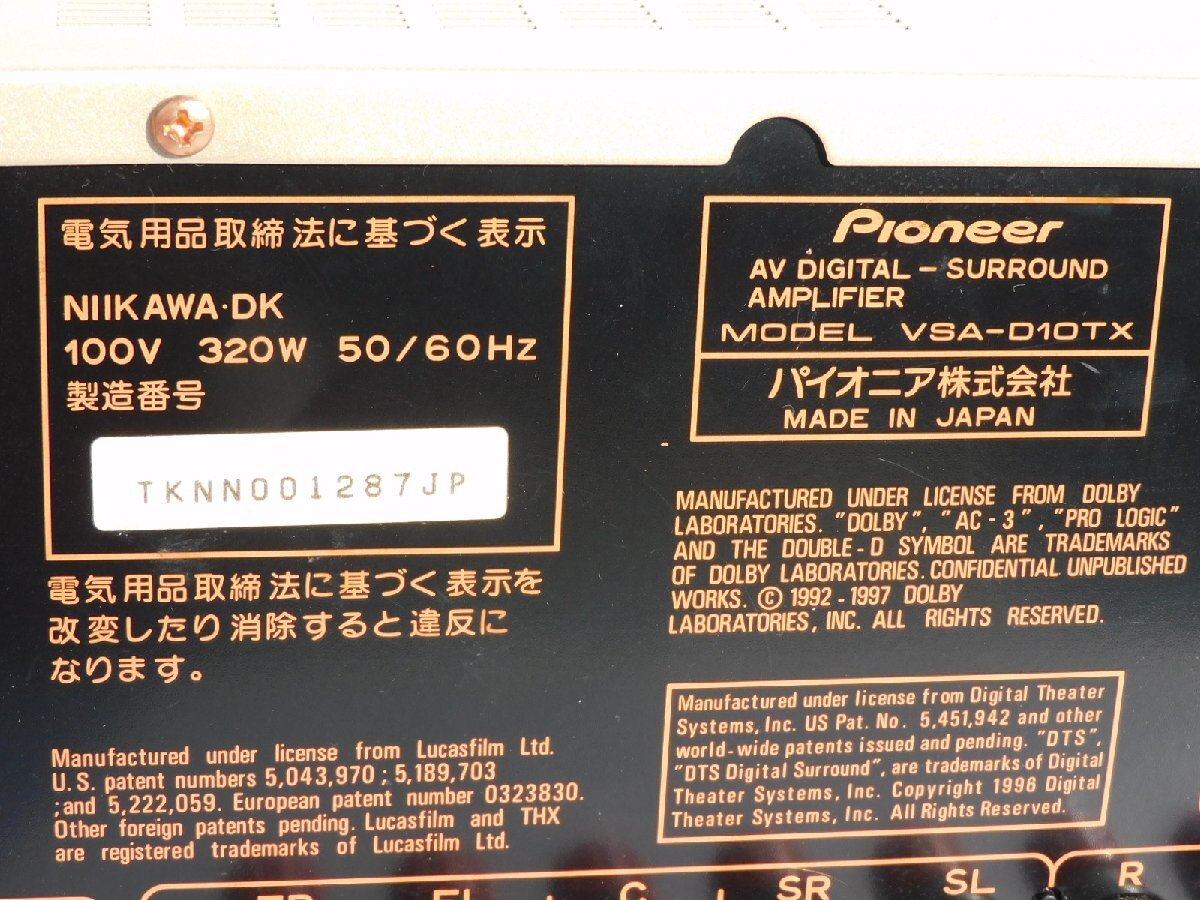 電気用品取締法に基づく表示
NIIKAWA·DK
100V 320W 50/60Hz
製造番号
TKNN001287JP
電気用品取締法に基づく表示を
改変したり消除すると違反に
なります。
Manufactured under license from Lucasfilm Ltd.
U.S. patent numbers 5,043,970 ; 5,189,703
;and 5,222,059. European patent number 0323830.
Other foreign patents pending. Lucasfilm and THX
are registered trademarks of Lucasfilm Ltd.
Pioneer
AV DIGITAL - SURROUND
AMPLIFIER
MODEL VSA-D10TX
パイオニア株式会社
MADE IN JAPAN
MANUFACTURED UNDER LICENSE FROM DOLBY
LABORATORIES. "DOLBY", "AC - 3", "PRO LOGIC"
AND THE DOUBLE - D SYMBOL ARE TRADEMARKS
OF DOLBY LABORATORIES. CONFIDENTIAL UNPUBLISHED
WORKS. © 1992 - 1997 DOLBY
LABORATORIES, INC. ALL RIGHTS RESERVED.
Manufactured under license from Digital Theater
Systems, Inc. US Pat. No. 5,451,942 and other
world-wide patents issued and pending. "DTS",
"DTS Digital Surround", are trademarks of Digital
Theater Systems, Inc. Copyright 1996 Digital
Theater Systems, Inc. All Rights Reserved.
C SR SL R